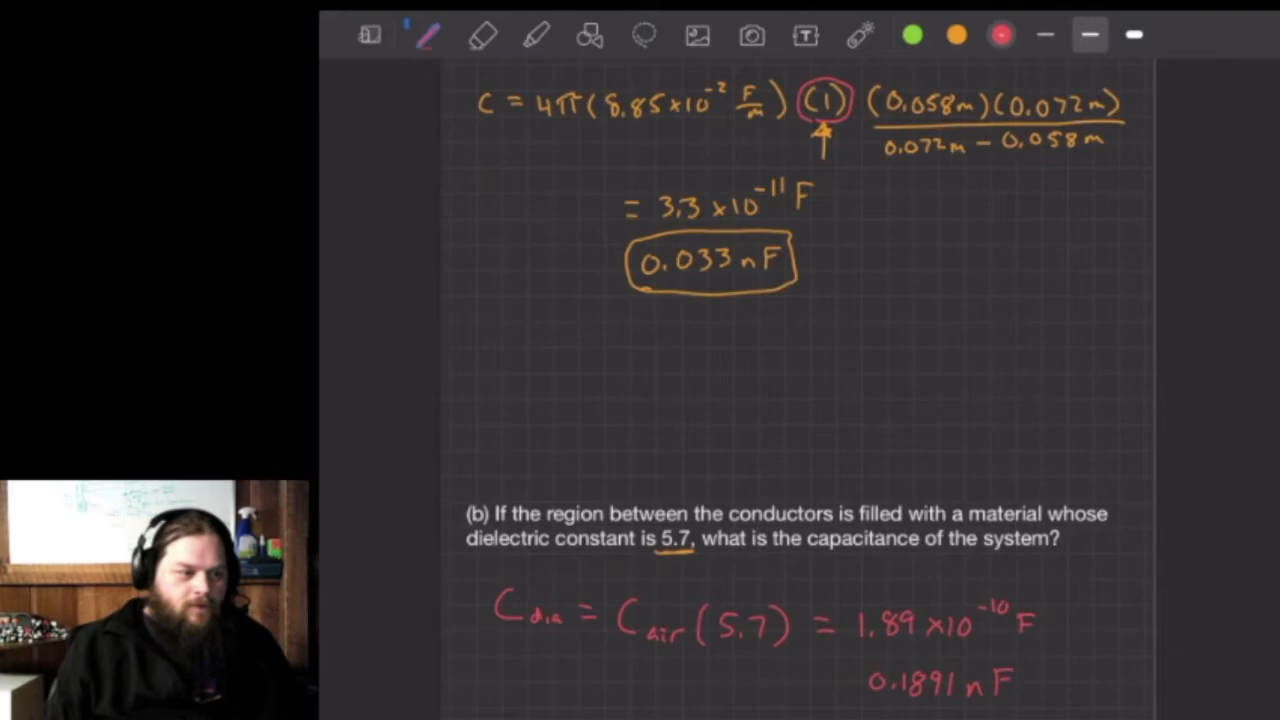 C = 4π(8.85×10⁻² F/m) (1) (0.058m)(0.072m) / 0.072m − 0.058m
= 3.3×10⁻¹¹ F
0.033 nF
(b) If the region between the conductors is filled with a material whose
dielectric constant is 5.7, what is the capacitance of the system?
C dia = C air (5.7) = 1.89×10⁻¹⁰ F
0.1891 nF